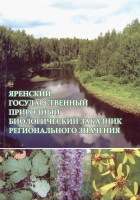 ЯРЕНСКИЙ
ГОСУДАРСТВЕННЫЙ
ПРИРОДНЫЙ
БИОЛОГИЧЕСКИЙ ЗАКАЗНИК
РЕГИОНАЛЬНОГО ЗНАЧЕНИЯ